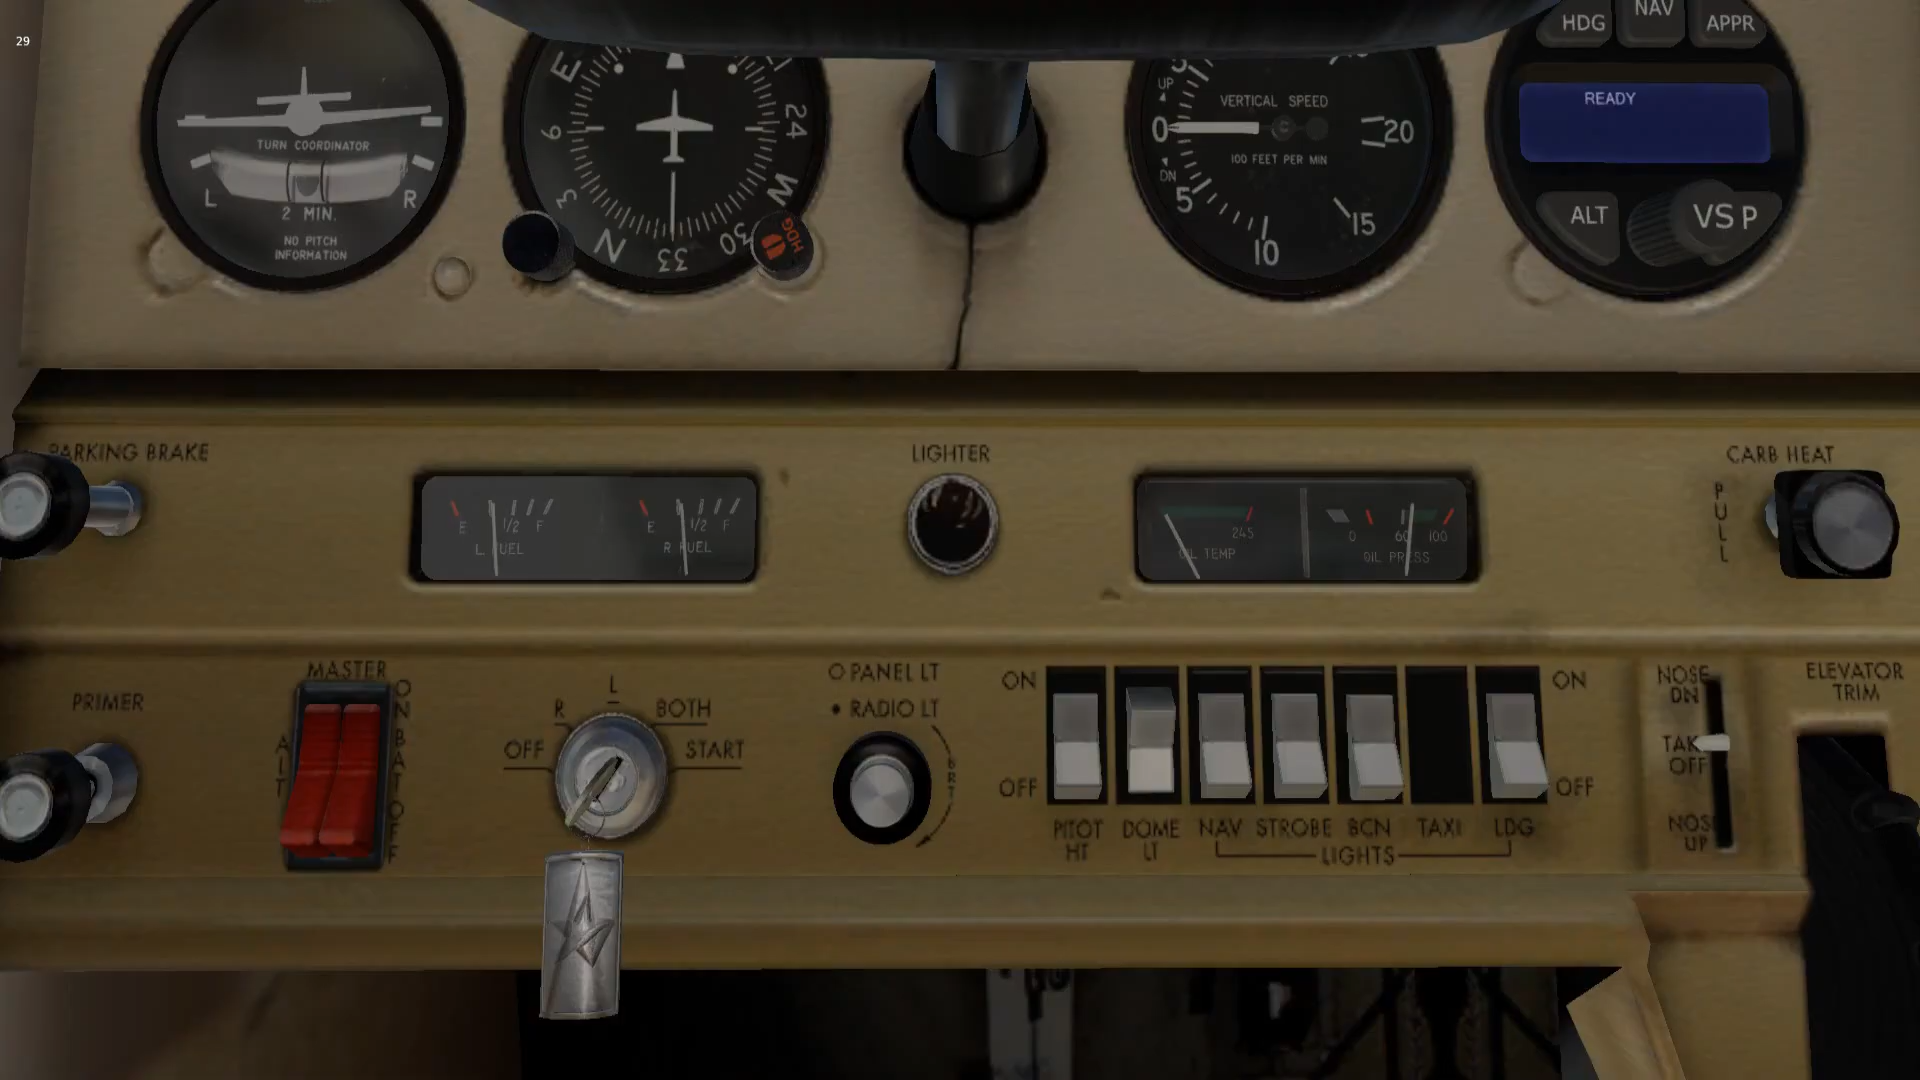 29
HDG NAV APPR
READY
ALT VS P
TURN COORDINATOR
L R
2 MIN.
NO PITCH
INFORMATION
E 24
6 W
3 N 33 30
HDG
5
UP
VERTICAL SPEED
0 20
100 FEET PER MIN
DN
5 15
10
PARKING BRAKE
LIGHTER
CARB HEAT
PULL
E 1/2 F
L FUEL
E 1/2 F
R FUEL
245
OIL TEMP
0 60 100
OIL PRESS
PRIMER
MASTER
ALT
ON BAT OFF
L
R BOTH
OFF START
PANEL LT
RADIO LT
BRT
ON ON
OFF OFF
PITOT HT
DOME LT
NAV STROBE BCN TAXI LDG
LIGHTS
NOSE
DN
TAKE
OFF
NOSE
UP
ELEVATOR
TRIM